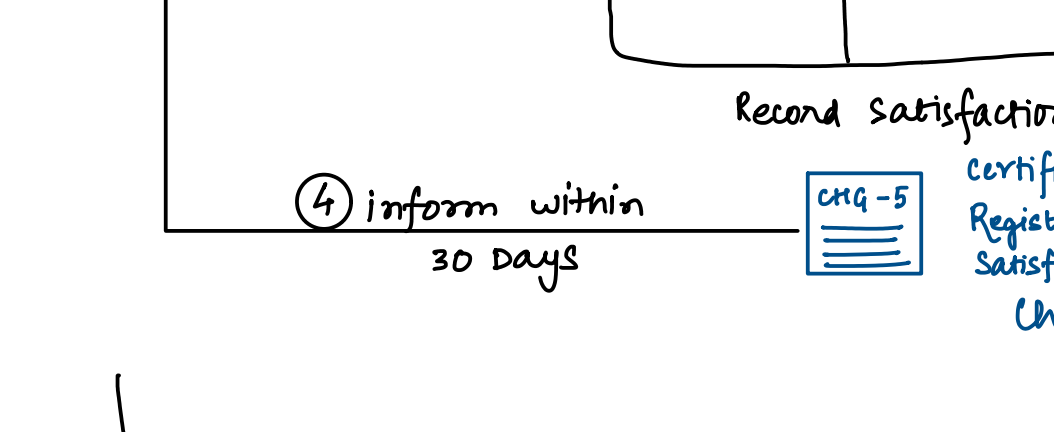 Record Satisfactio
④ inform within
30 Days
CHG-5
Certif
Regist
Satisf
Ch